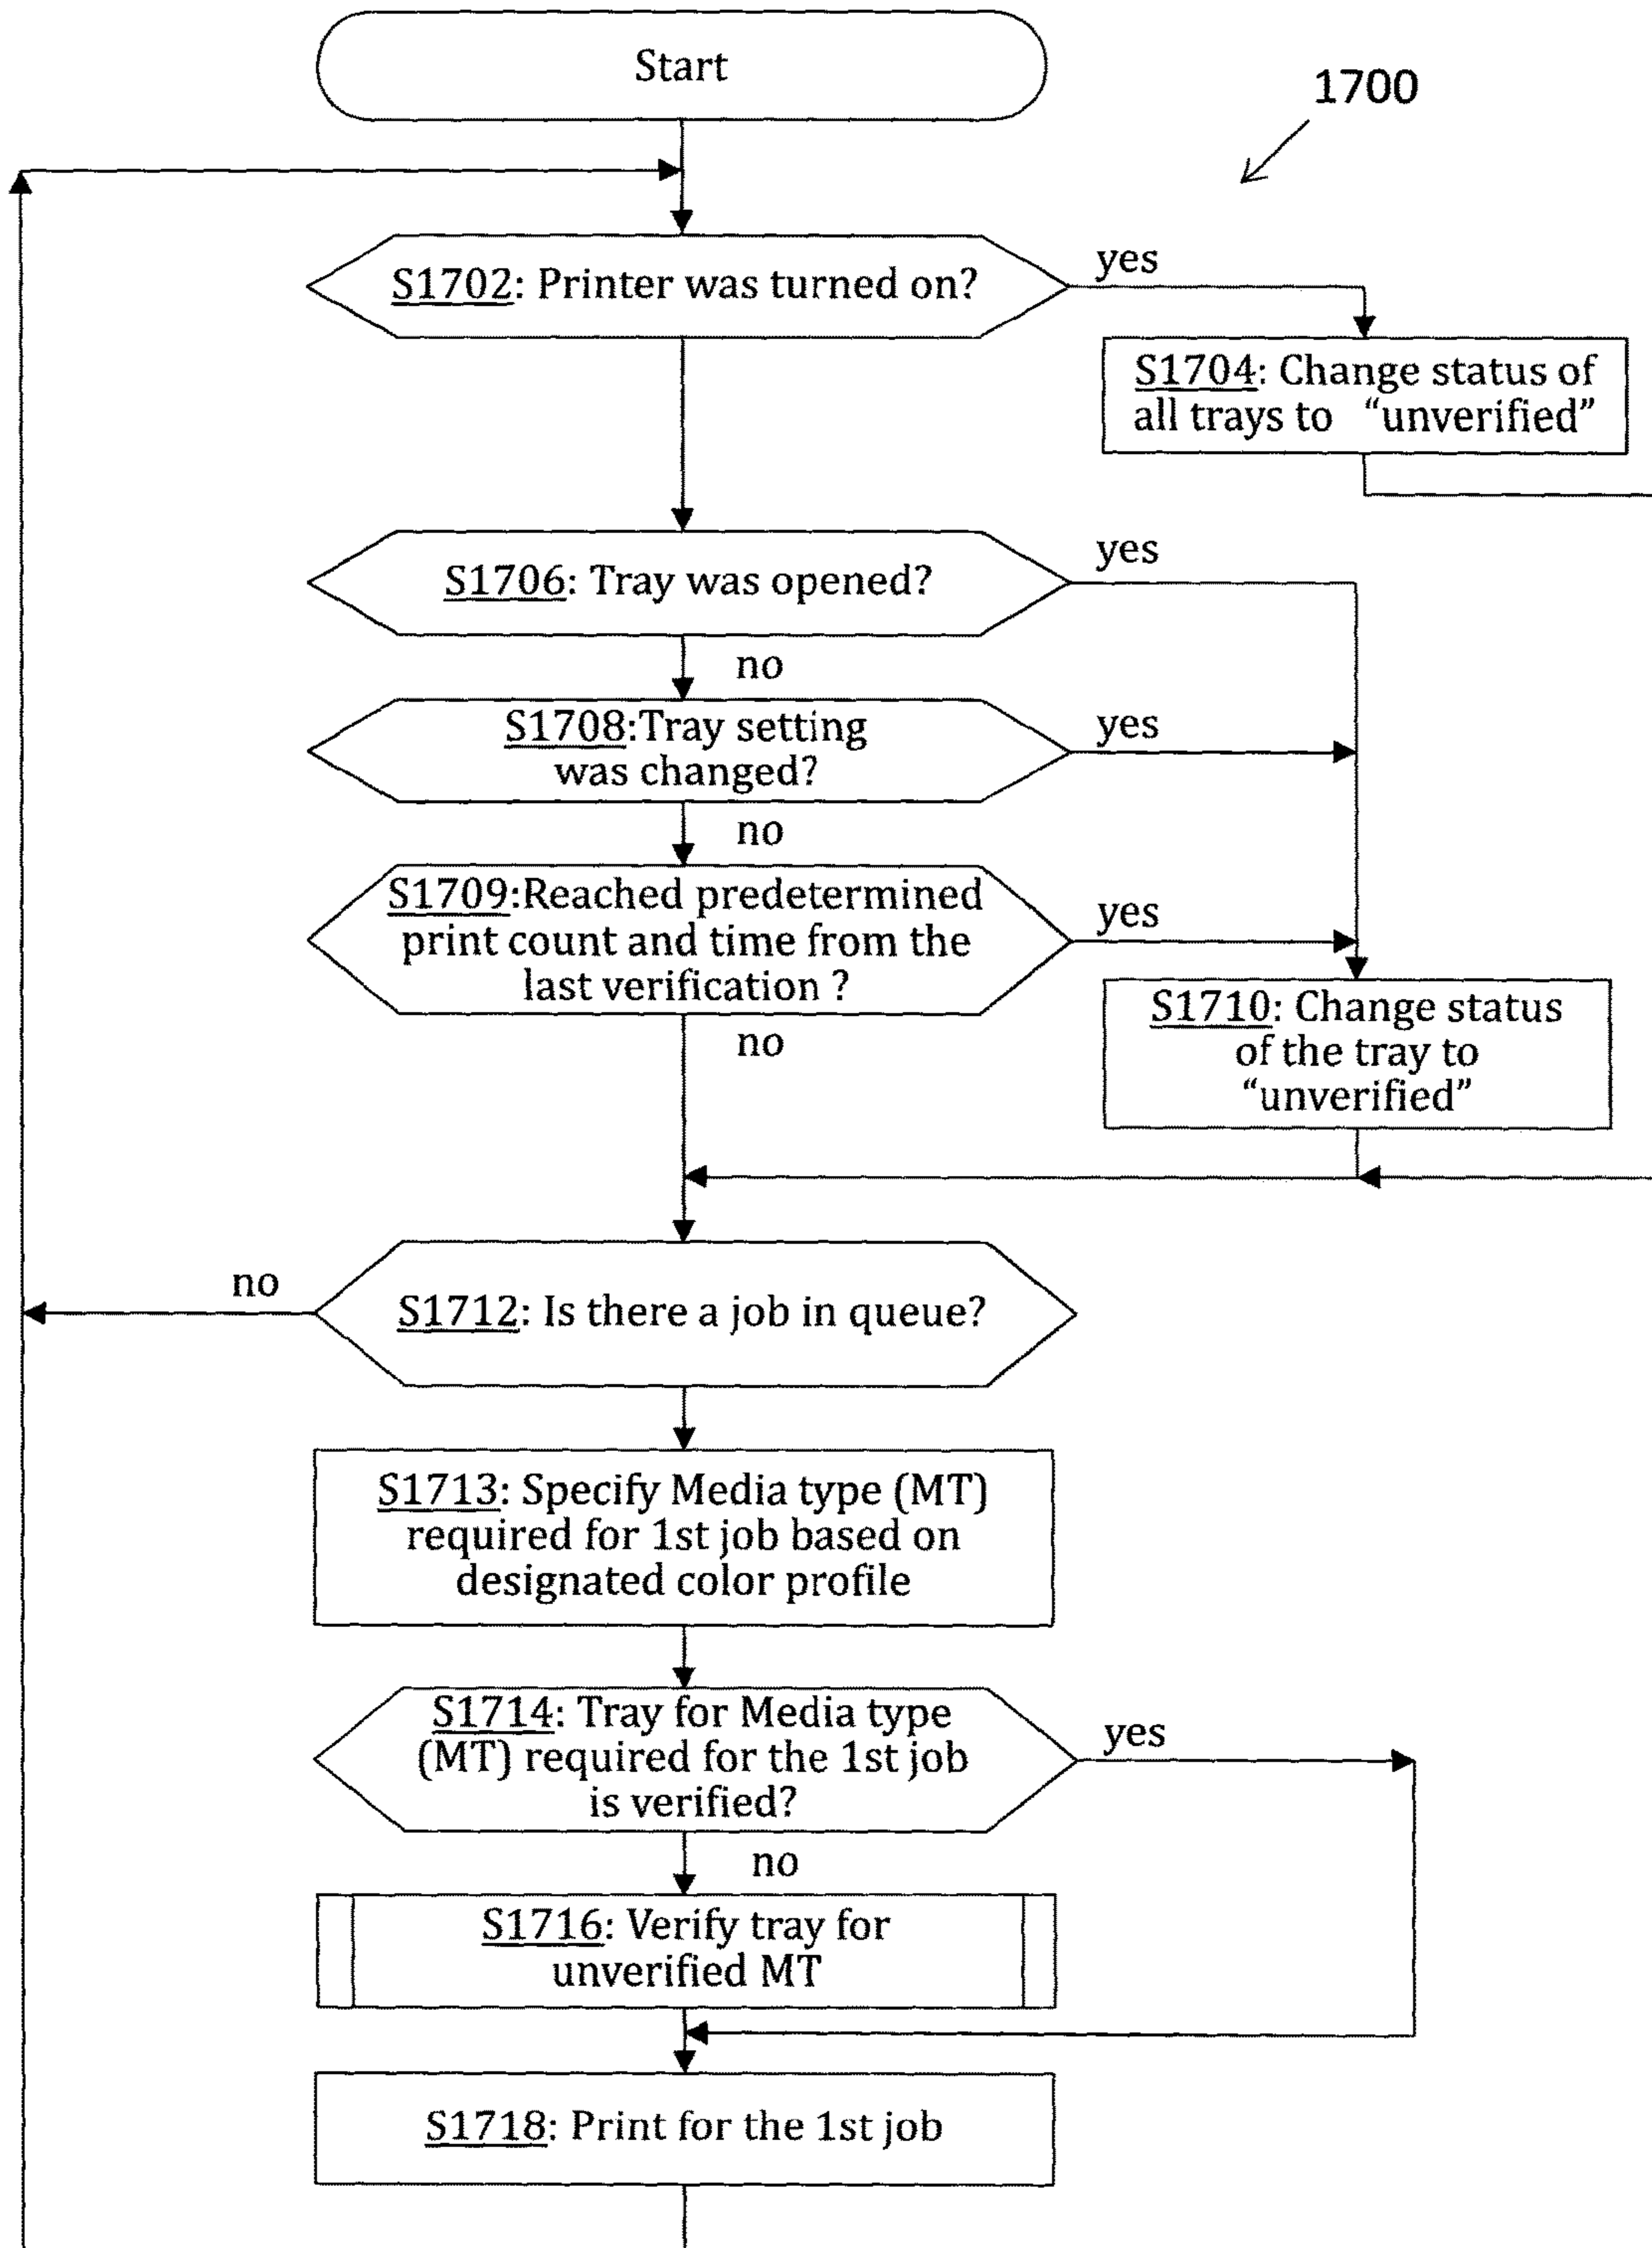 Start
1700
S1702: Printer was turned on?
yes
S1704: Change status of
all trays to “unverified”
S1706: Tray was opened?
yes
no
S1708:Tray setting
was changed?
yes
no
S1709:Reached predetermined
print count and time from the
last verification ?
yes
no
S1710: Change status
of the tray to
“unverified”
S1712: Is there a job in queue?
no
S1713: Specify Media type (MT)
required for 1st job based on
designated color profile
S1714: Tray for Media type
(MT) required for the 1st job
is verified?
yes
no
S1716: Verify tray for
unverified MT
S1718: Print for the 1st job